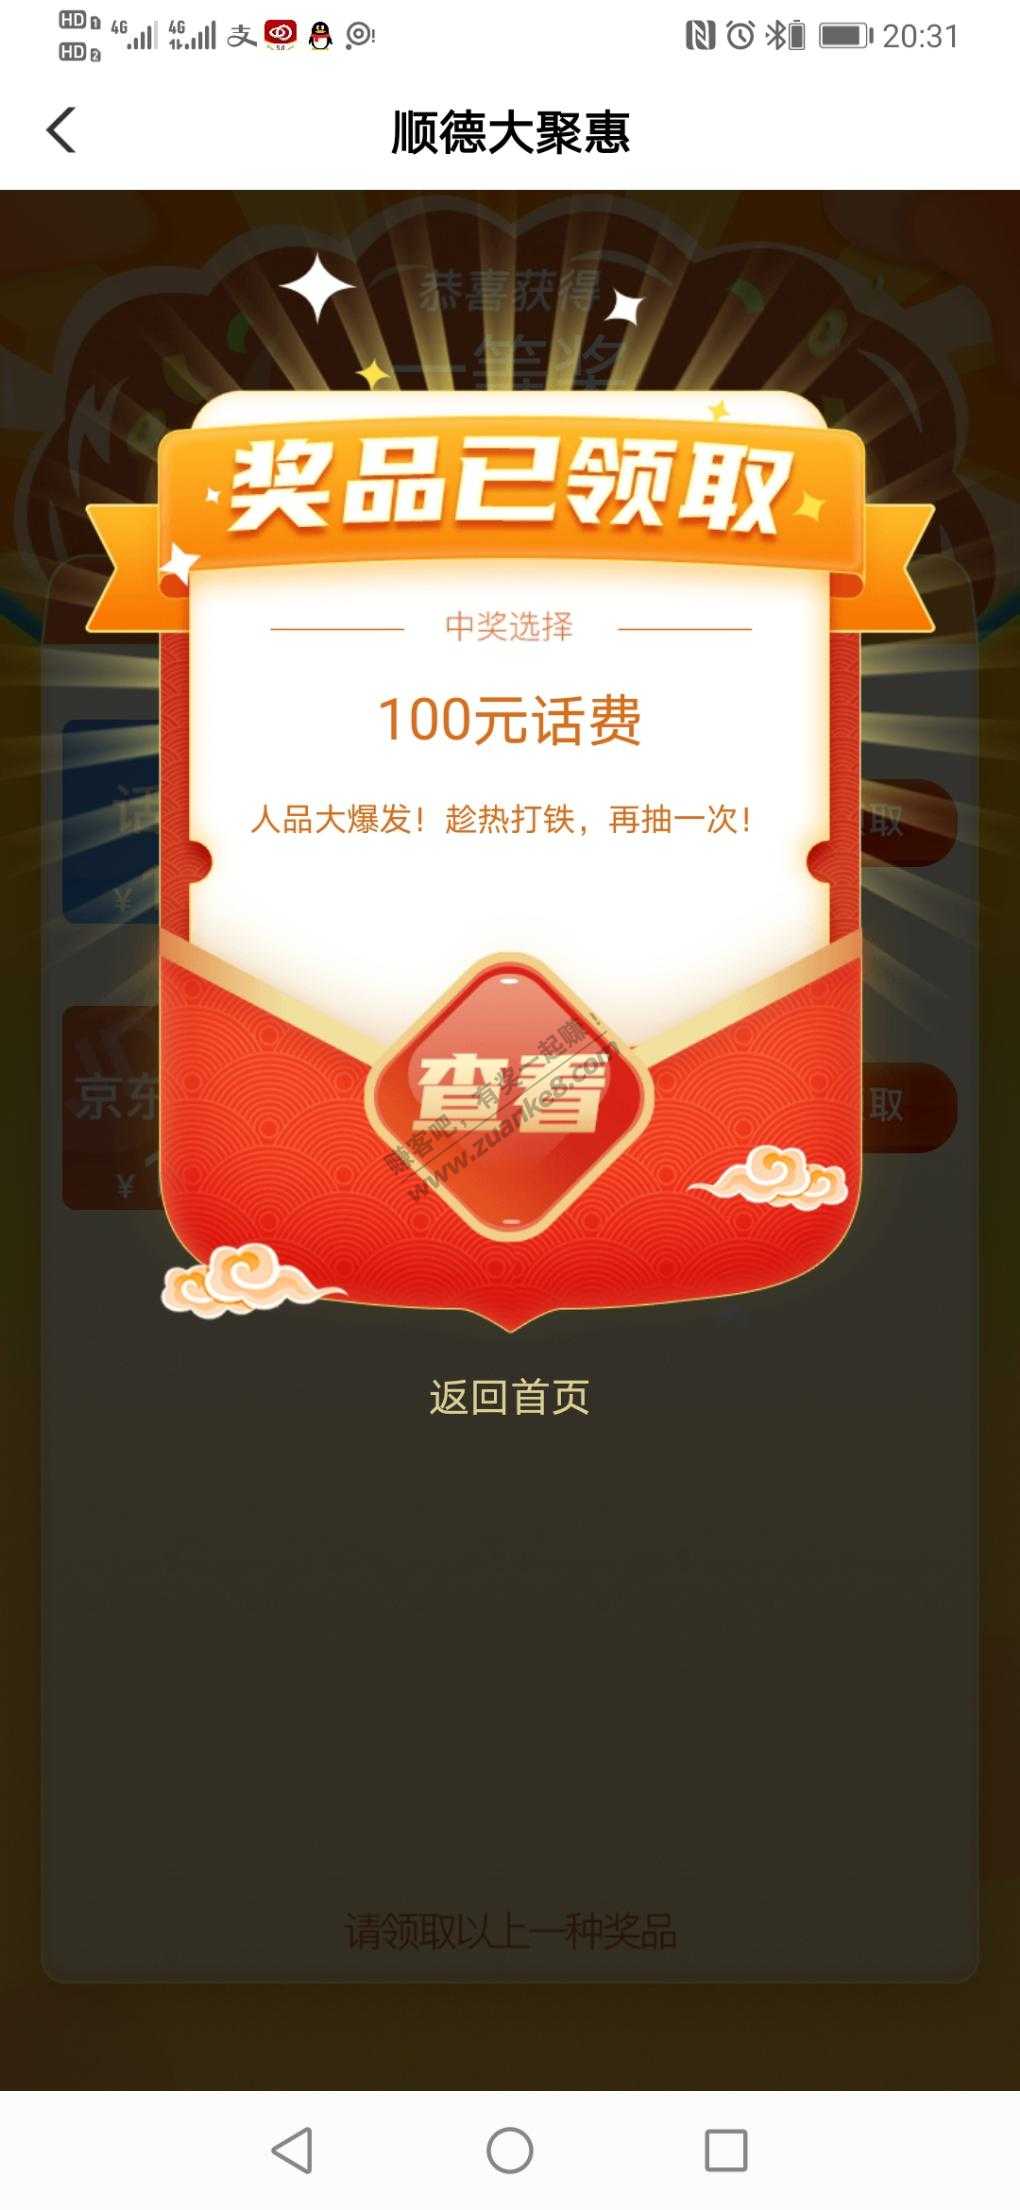 20:31
顺德大聚惠
恭喜获得
一等奖
奖品已领取
中奖选择
100元话费
人品大爆发！趁热打铁，再抽一次！
话
取
¥
查看
赚客吧，有奖一起赚！
www.zuanke8.com
京东
取
¥
返回首页
请领取以上一种奖品